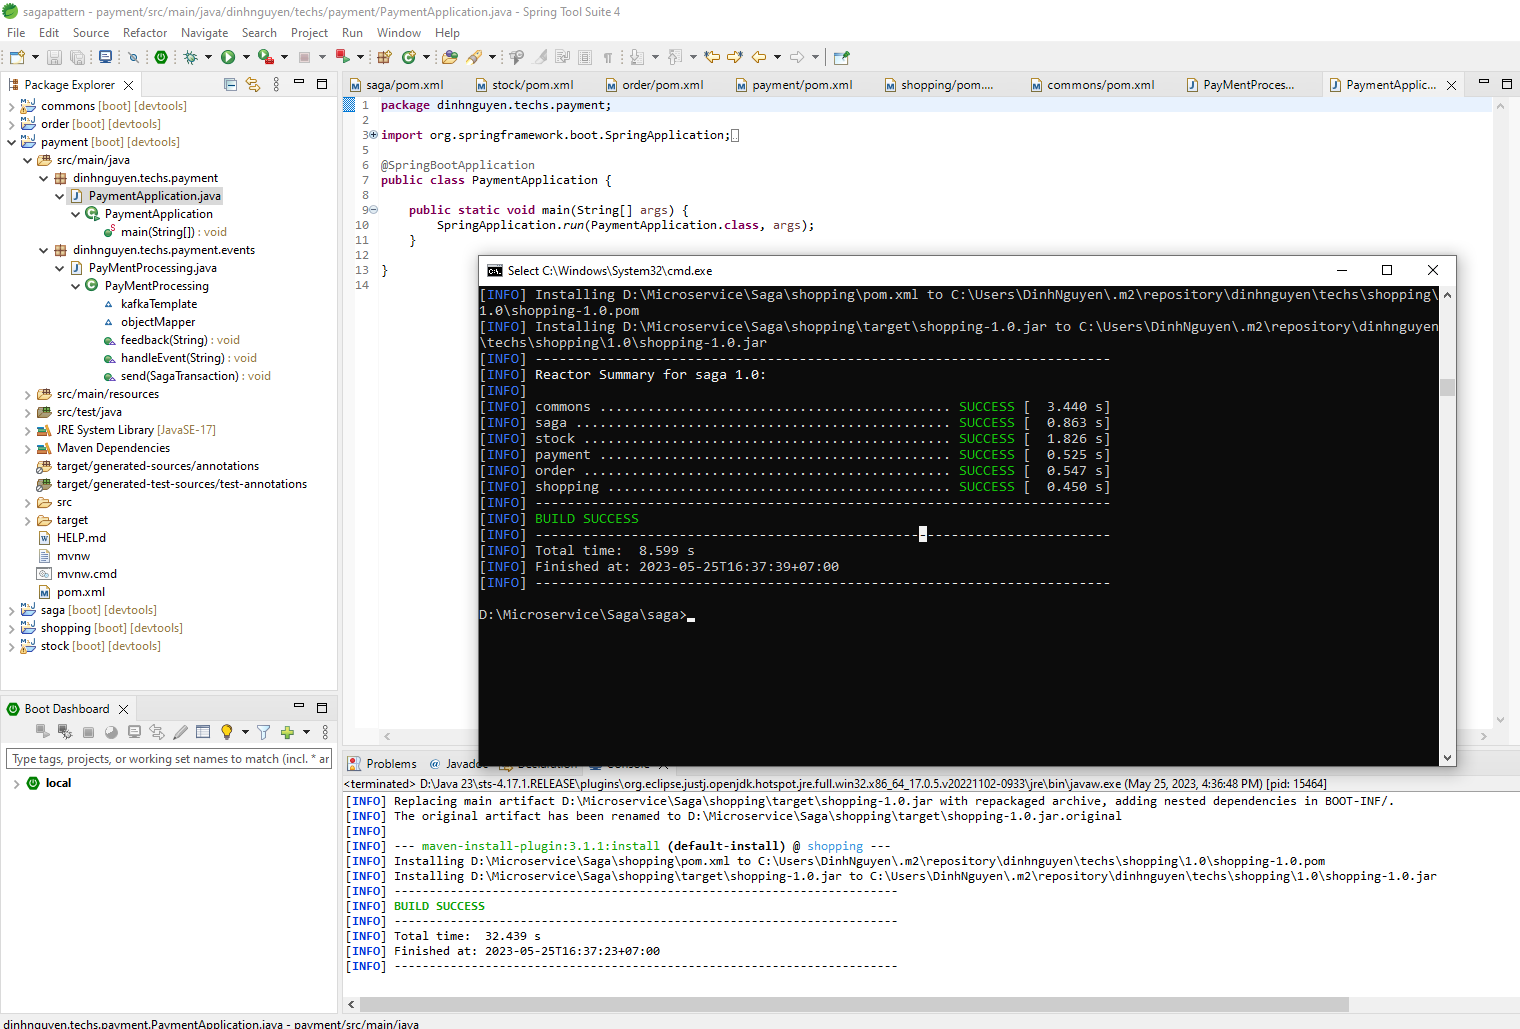 sagapattern - payment/src/main/java/dinhnguyen/techs/payment/PaymentApplication.java - Spring Tool Suite 4
File Edit Source Refactor Navigate Search Project Run Window Help
Package Explorer
commons [boot] [devtools]
order [boot] [devtools]
payment [boot] [devtools]
src/main/java
dinhnguyen.techs.payment
PaymentApplication.java
PaymentApplication
main(String[]) : void
dinhnguyen.techs.payment.events
PayMentProcessing.java
PayMentProcessing
kafkaTemplate
objectMapper
feedback(String) : void
handleEvent(String) : void
send(SagaTransaction) : void
src/main/resources
src/test/java
JRE System Library [JavaSE-17]
Maven Dependencies
target/generated-sources/annotations
target/generated-test-sources/test-annotations
src
target
HELP.md
mvnw
mvnw.cmd
pom.xml
saga [boot] [devtools]
shopping [boot] [devtools]
stock [boot] [devtools]
Boot Dashboard
Type tags, projects, or working set names to match (incl. * ar
local
saga/pom.xml stock/pom.xml order/pom.xml payment/pom.xml shopping/pom.... commons/pom.xml PayMentProces... PaymentApplic...
1 package dinhnguyen.techs.payment;
2
3 import org.springframework.boot.SpringApplication;
5
6 @SpringBootApplication
7 public class PaymentApplication {
8
9 public static void main(String[] args) {
10 SpringApplication.run(PaymentApplication.class, args);
11 }
12
13 }
14
Select C:\Windows\System32\cmd.exe
[INFO] Installing D:\Microservice\Saga\shopping\pom.xml to C:\Users\DinhNguyen\.m2\repository\dinhnguyen\techs\shopping\
1.0\shopping-1.0.pom
[INFO] Installing D:\Microservice\Saga\shopping\target\shopping-1.0.jar to C:\Users\DinhNguyen\.m2\repository\dinhnguyen
\techs\shopping\1.0\shopping-1.0.jar
[INFO] ------------------------------------------------------------------------
[INFO] Reactor Summary for saga 1.0:
[INFO]
[INFO] commons ............................................ SUCCESS [  3.440 s]
[INFO] saga ............................................... SUCCESS [  0.863 s]
[INFO] stock .............................................. SUCCESS [  1.826 s]
[INFO] payment ............................................ SUCCESS [  0.525 s]
[INFO] order .............................................. SUCCESS [  0.547 s]
[INFO] shopping ........................................... SUCCESS [  0.450 s]
[INFO] ------------------------------------------------------------------------
[INFO] BUILD SUCCESS
[INFO] ------------------------------------------------------------------------
[INFO] Total time:  8.599 s
[INFO] Finished at: 2023-05-25T16:37:39+07:00
[INFO] ------------------------------------------------------------------------
D:\Microservice\Saga\saga>
Problems Javadoc
<terminated> D:\Java 23\sts-4.17.1.RELEASE\plugins\org.eclipse.justj.openjdk.hotspot.jre.full.win32.x86_64_17.0.5.v20221102-0933\jre\bin\javaw.exe (May 25, 2023, 4:36:48 PM) [pid: 15464]
[INFO] Replacing main artifact D:\Microservice\Saga\shopping\target\shopping-1.0.jar with repackaged archive, adding nested dependencies in BOOT-INF/.
[INFO] The original artifact has been renamed to D:\Microservice\Saga\shopping\target\shopping-1.0.jar.original
[INFO]
[INFO] --- maven-install-plugin:3.1.1:install (default-install) @ shopping ---
[INFO] Installing D:\Microservice\Saga\shopping\pom.xml to C:\Users\DinhNguyen\.m2\repository\dinhnguyen\techs\shopping\1.0\shopping-1.0.pom
[INFO] Installing D:\Microservice\Saga\shopping\target\shopping-1.0.jar to C:\Users\DinhNguyen\.m2\repository\dinhnguyen\techs\shopping\1.0\shopping-1.0.jar
[INFO] ------------------------------------------------------------------------
[INFO] BUILD SUCCESS
[INFO] ------------------------------------------------------------------------
[INFO] Total time:  32.439 s
[INFO] Finished at: 2023-05-25T16:37:23+07:00
[INFO] ------------------------------------------------------------------------
dinhnguyen.techs.payment.PaymentApplication.java - payment/src/main/java